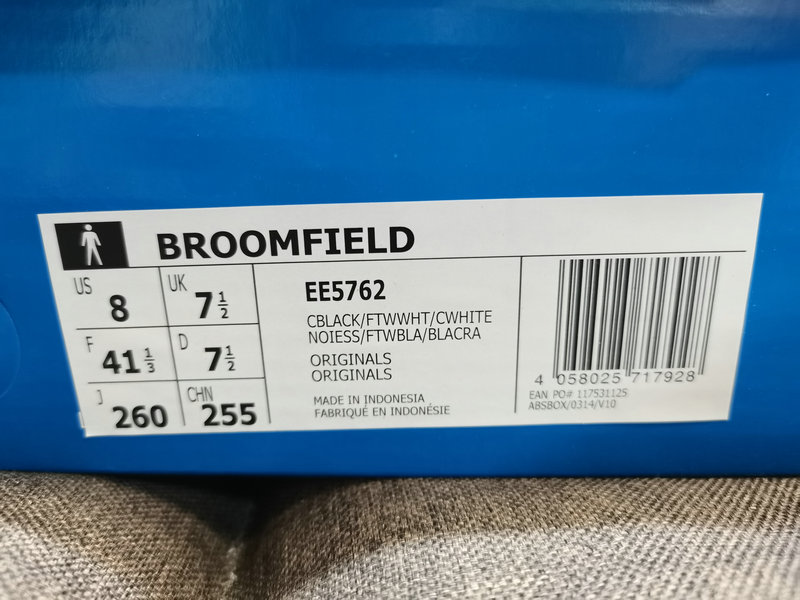 BROOMFIELD
US 8 UK 7 1/2
F 41 1/3 D 7 1/2
J 260 CHN 255
EE5762
CBLACK/FTWWHT/CWHITE
NOIESS/FTWBLA/BLACRA
ORIGINALS
ORIGINALS
MADE IN INDONESIA
FABRIQUÉ EN INDONÉSIE
4 058025 717928
EAN PO# 117531125
ABSBOX/0314/V10